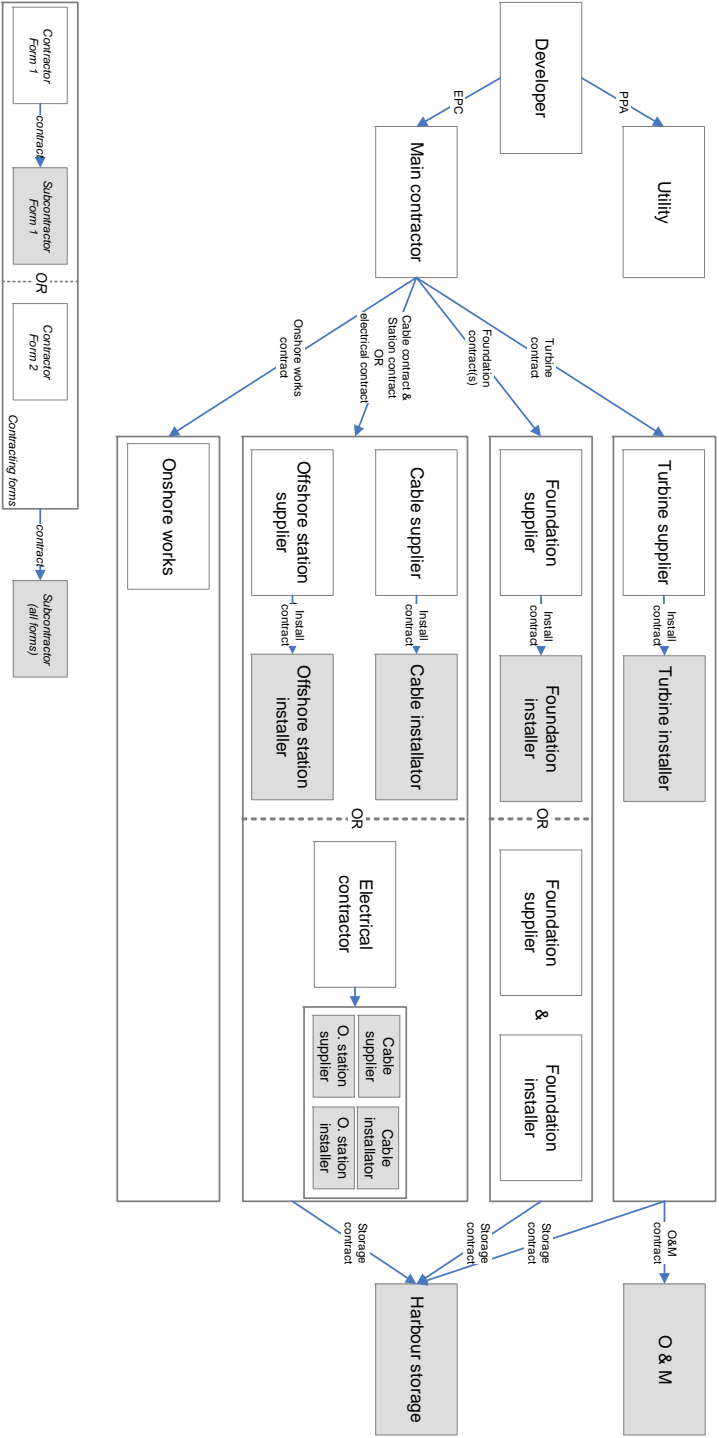 Developer
PPA
Utility
EPC
Main contractor
Turbine
contract
Foundation
contract(s)
Cable contract &
Station contract
OR
electrical contract
Onshore works
contract
Turbine supplier
Install
contract
Turbine installer
Foundation
supplier
Install
contract
Foundation
installer
OR
Foundation
supplier
&
Foundation
installer
Cable supplier
Install
contract
Cable installator
Offshore station
supplier
Install
contract
Offshore station
installer
OR
Electrical
contractor
Cable
supplier
Cable
installator
O. station
supplier
O. station
installer
Onshore works
O&M
contract
O & M
Storage
contract
Storage
contract
Storage
contract
Harbour storage
Contractor
Form 1
contract
Subcontractor
Form 1
OR
Contractor
Form 2
Contracting forms
contract
Subcontractor
(all forms)